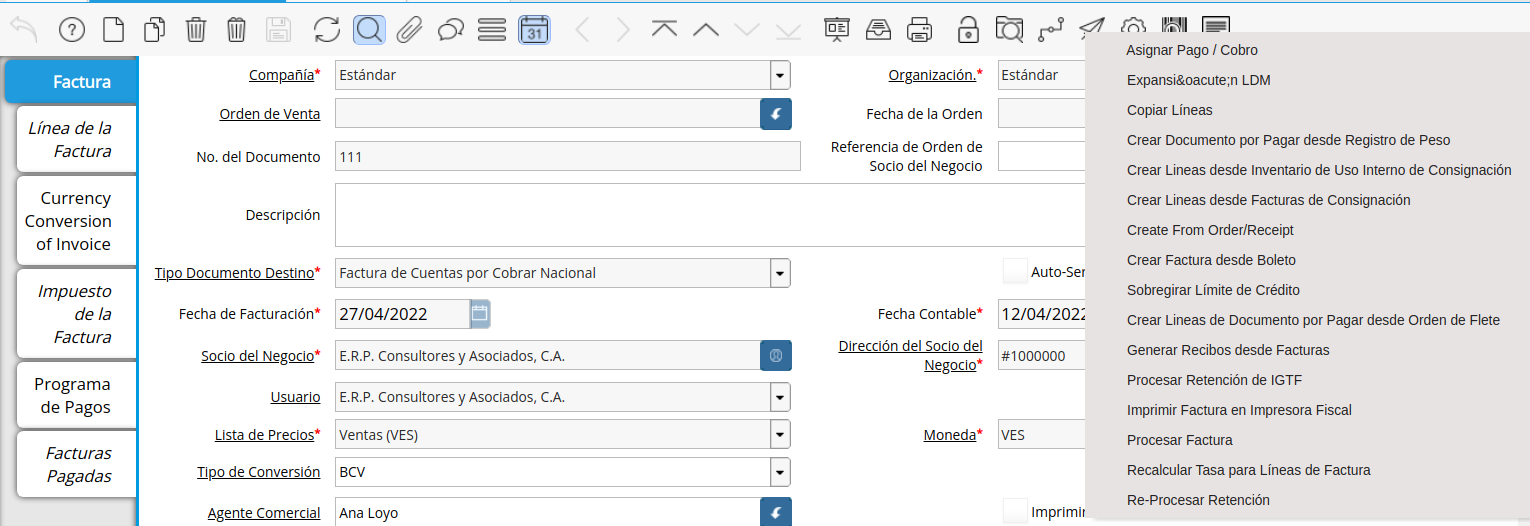 31
Factura
Línea de la
Factura
Currency
Conversion
of Invoice
Impuesto
de la
Factura
Programa
de Pagos
Facturas
Pagadas
Compañía*
Estándar
Organización.*
Estándar
Orden de Venta
Fecha de la Orden
No. del Documento
111
Referencia de Orden de
Socio del Negocio
Descripción
Tipo Documento Destino*
Factura de Cuentas por Cobrar Nacional
Auto-Ser
Fecha de Facturación*
27/04/2022
Fecha Contable*
12/04/2022
Socio del Negocio*
E.R.P. Consultores y Asociados, C.A.
Dirección del Socio del
Negocio*
#1000000
Usuario
E.R.P. Consultores y Asociados, C.A.
Lista de Precios*
Ventas (VES)
Moneda*
VES
Tipo de Conversión
BCV
Agente Comercial
Ana Loyo
Imprimir
Asignar Pago / Cobro
Expansi&oacute;n LDM
Copiar Líneas
Crear Documento por Pagar desde Registro de Peso
Crear Lineas desde Inventario de Uso Interno de Consignación
Crear Lineas desde Facturas de Consignación
Create From Order/Receipt
Crear Factura desde Boleto
Sobregirar Límite de Crédito
Crear Lineas de Documento por Pagar desde Orden de Flete
Generar Recibos desde Facturas
Procesar Retención de IGTF
Imprimir Factura en Impresora Fiscal
Procesar Factura
Recalcular Tasa para Líneas de Factura
Re-Procesar Retención